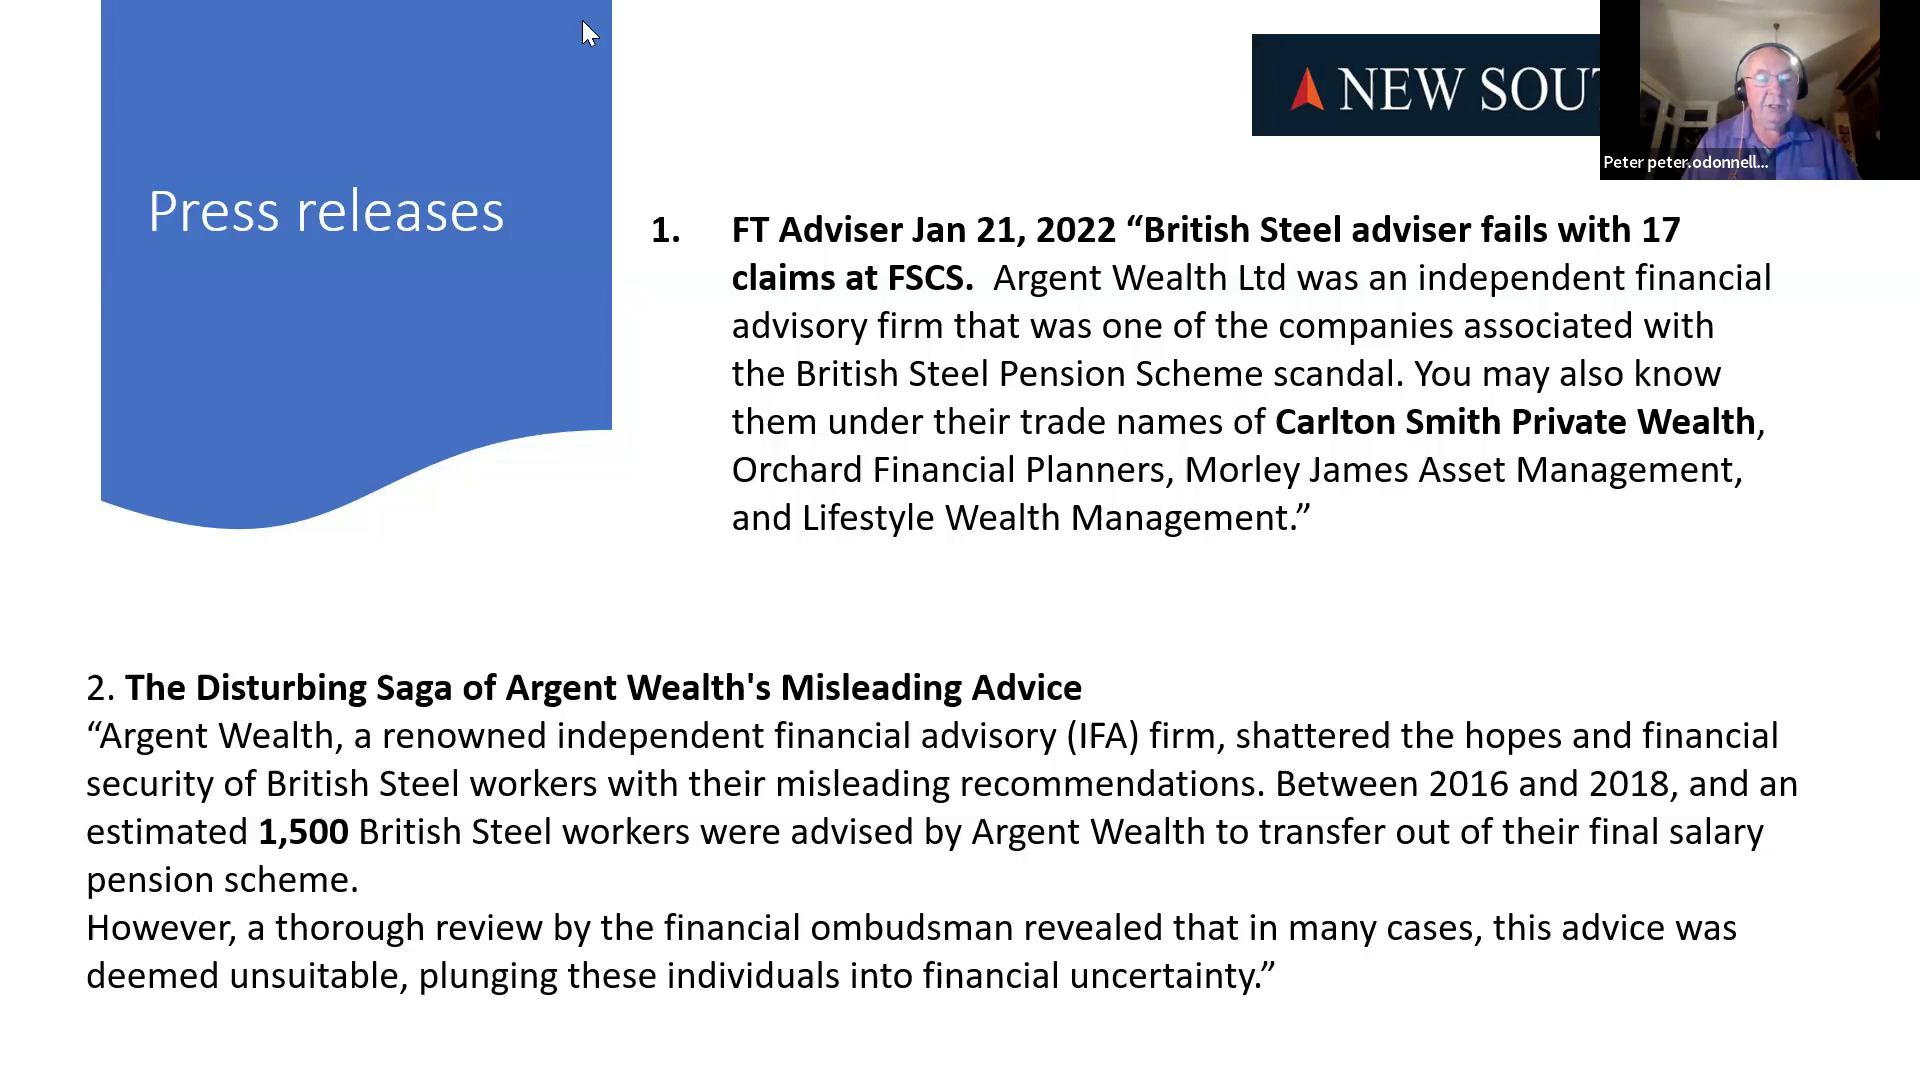 Press releases
NEW SOU
Peter peter.odonnell...
1. FT Adviser Jan 21, 2022 “British Steel adviser fails with 17
claims at FSCS. Argent Wealth Ltd was an independent financial
advisory firm that was one of the companies associated with
the British Steel Pension Scheme scandal. You may also know
them under their trade names of Carlton Smith Private Wealth,
Orchard Financial Planners, Morley James Asset Management,
and Lifestyle Wealth Management.”
2. The Disturbing Saga of Argent Wealth's Misleading Advice
“Argent Wealth, a renowned independent financial advisory (IFA) firm, shattered the hopes and financial
security of British Steel workers with their misleading recommendations. Between 2016 and 2018, and an
estimated 1,500 British Steel workers were advised by Argent Wealth to transfer out of their final salary
pension scheme.
However, a thorough review by the financial ombudsman revealed that in many cases, this advice was
deemed unsuitable, plunging these individuals into financial uncertainty.”